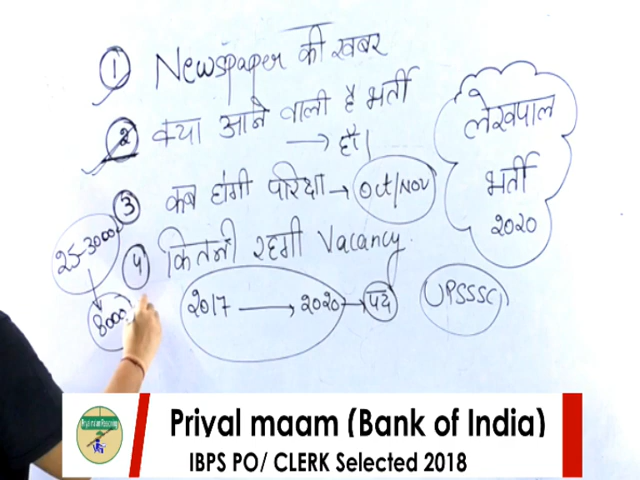 ① Newspaper की खबर
② क्या आने वाली है भर्ती
→ हाँ।
③ कब होगी परिक्षा → Oct/Nov
④ कितनी रहगी Vacancy
25-3000
8000
2017 → 2020 → पद
लेखपाल
भर्ती
2020
UPSSSC
Priyal maam (Bank of India)
IBPS PO/ CLERK Selected 2018